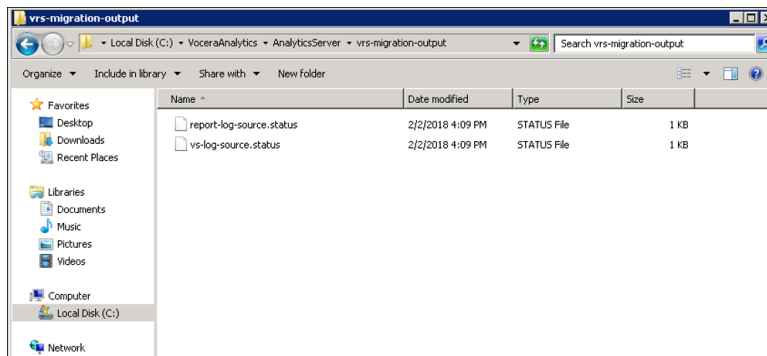 vrs-migration-output
Local Disk (C:) VoceraAnalytics AnalyticsServer vrs-migration-output
Search vrs-migration-output
Organize Include in library Share with New folder
Favorites
Desktop
Downloads
Recent Places
Libraries
Documents
Music
Pictures
Videos
Computer
Local Disk (C:)
Network
Name Date modified Type Size
report-log-source.status 2/2/2018 4:09 PM STATUS File 1 KB
vs-log-source.status 2/2/2018 4:09 PM STATUS File 1 KB